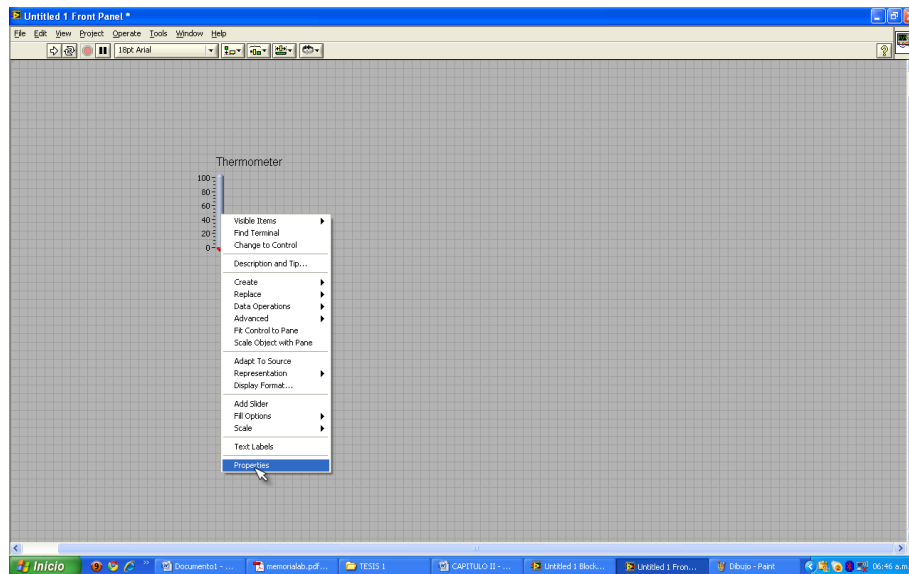 Untitled 1 Front Panel *
File Edit View Project Operate Tools Window Help
18pt Arial
Thermometer
100
80
60
40
20
0
Visible Items
Find Terminal
Change to Control
Description and Tip...
Create
Replace
Data Operations
Advanced
Fit Control to Pane
Scale Object with Pane
Adapt To Source
Representation
Display Format...
Add Slider
Fill Options
Scale
Text Labels
Properties
Inicio
Documento1 - ...
memorialab.pdf ...
TESIS 1
CAPITULO II - ...
Untitled 1 Block...
Untitled 1 Fron...
Dibujo - Paint
06:46 a.m.